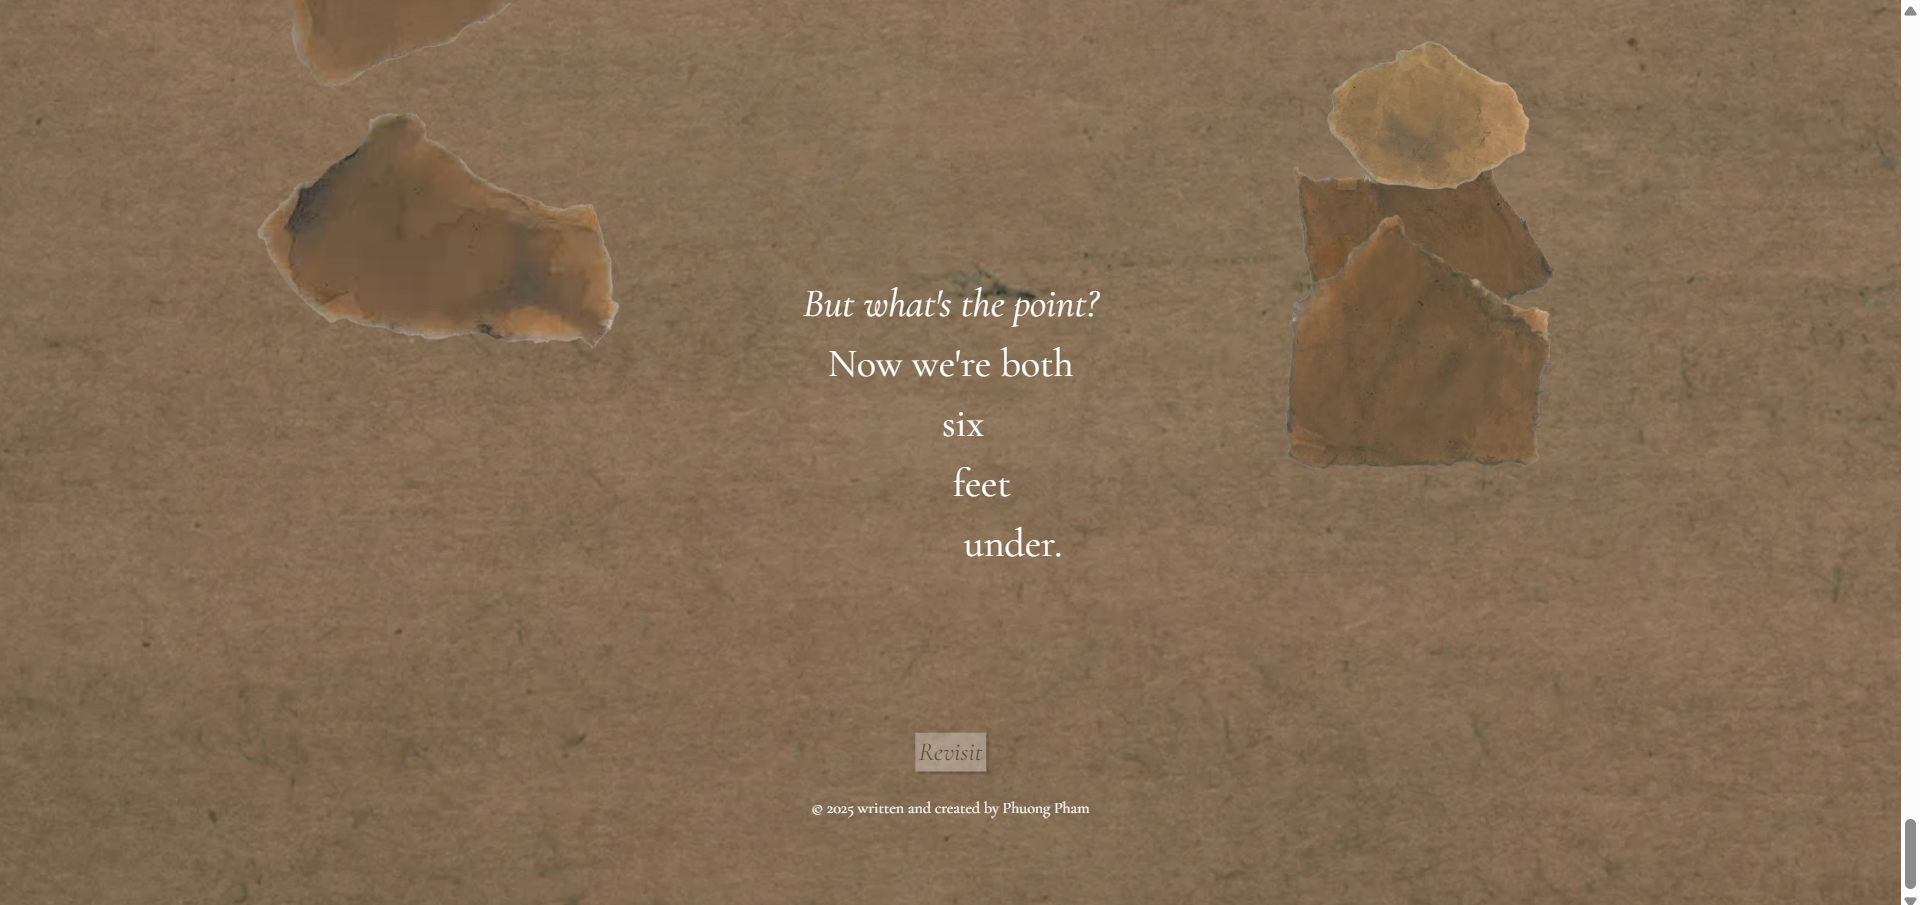 But what's the point?
Now we're both
six
feet
under.
Revisit
© 2025 written and created by Phuong Pham